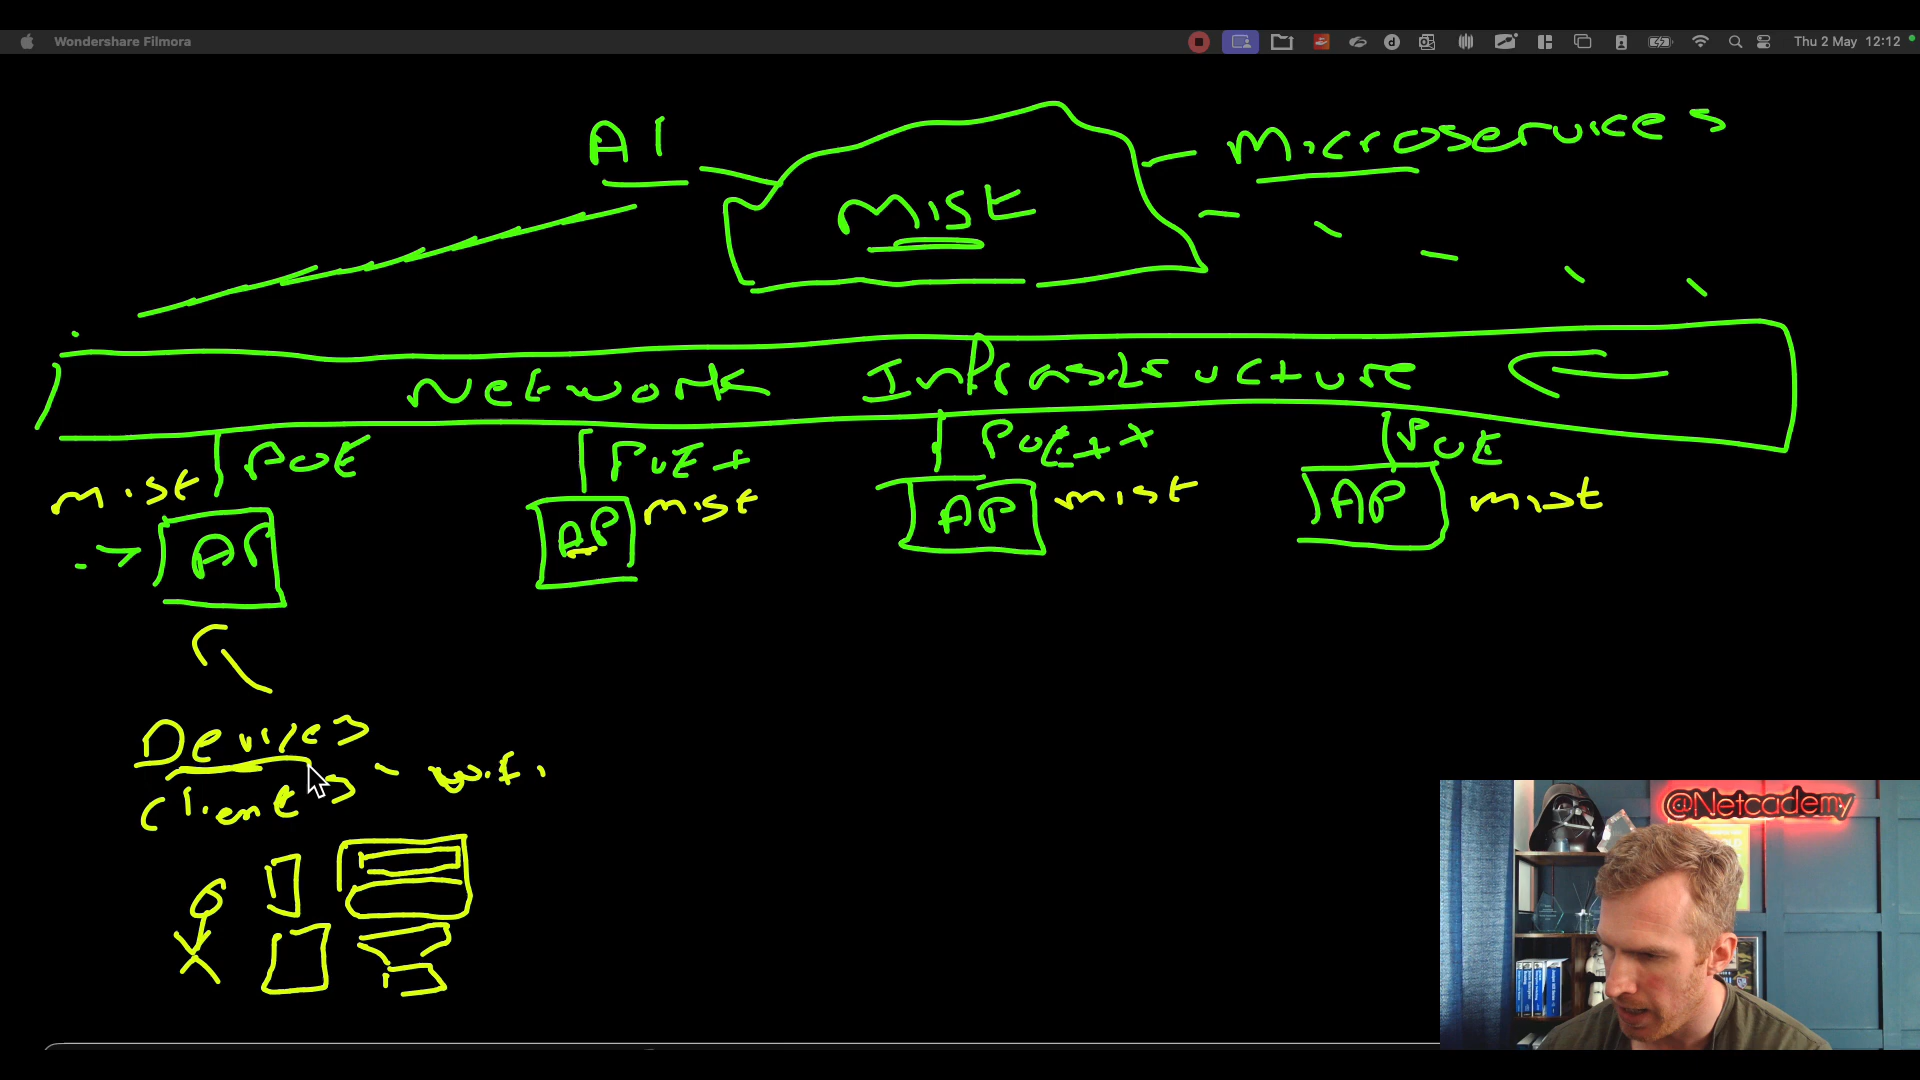 Wondershare Filmora
Thu 2 May 12:12
AI
Mist
Microservices
Network Infrastructure
PoE
PoE+
PoE++
PoE
Mist
Mist
Mist
Mist
AP
AP
AP
AP
Devices
Clients - Wifi
@Netcademy